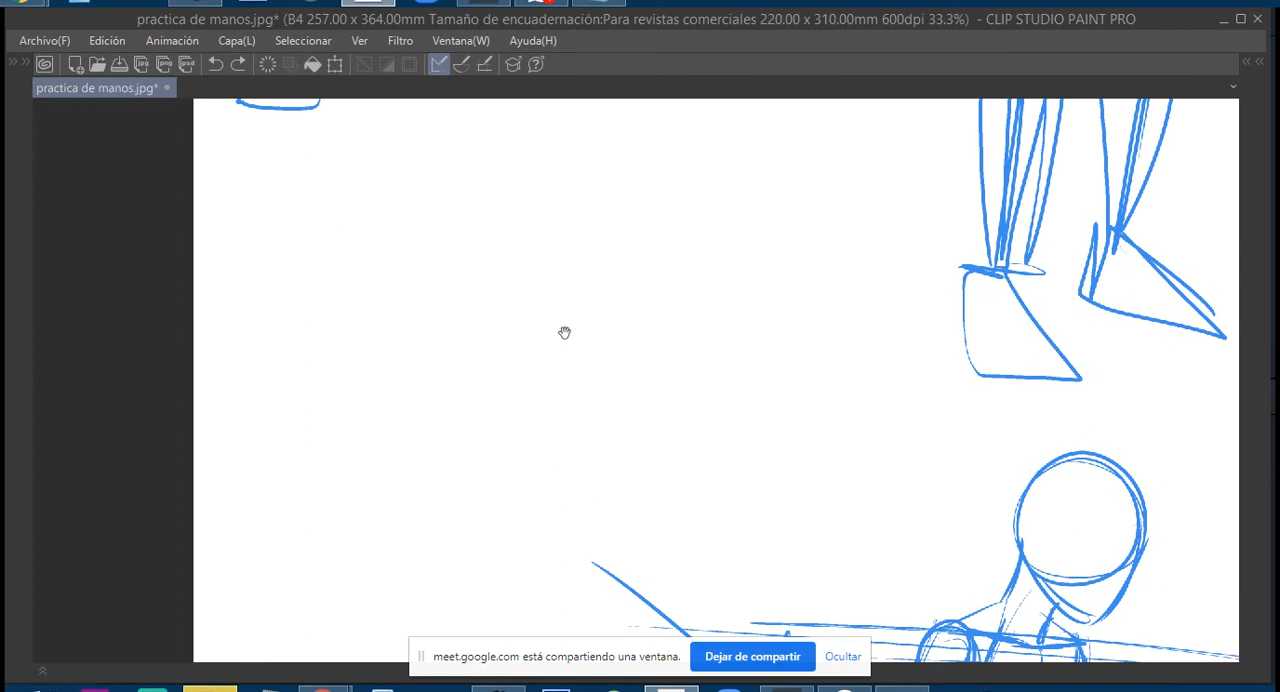 practica de manos.jpg* (B4 257.00 x 364.00mm Tamaño de encuadernación:Para revistas comerciales 220.00 x 310.00mm 600dpi 33.3%) - CLIP STUDIO PAINT PRO
Archivo(F) Edición Animación Capa(L) Seleccionar Ver Filtro Ventana(W) Ayuda(H)
practica de manos.jpg*
meet.google.com está compartiendo una ventana. Dejar de compartir Ocultar